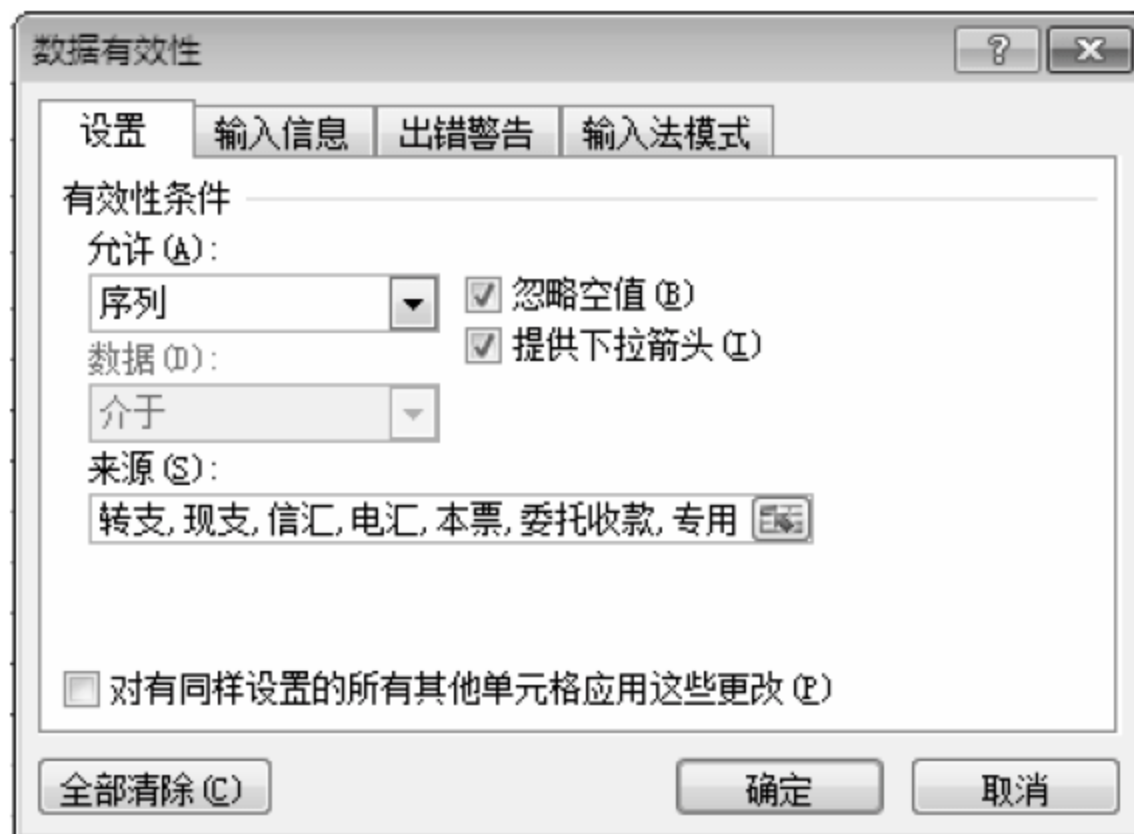 数据有效性
设置 输入信息 出错警告 输入法模式
有效性条件
允许(A):
序列
忽略空值(B)
提供下拉箭头(I)
数据(D):
介于
来源(S):
转支,现支,信汇,电汇,本票,委托收款,专用
对有同样设置的所有其他单元格应用这些更改(P)
全部清除(C) 确定 取消